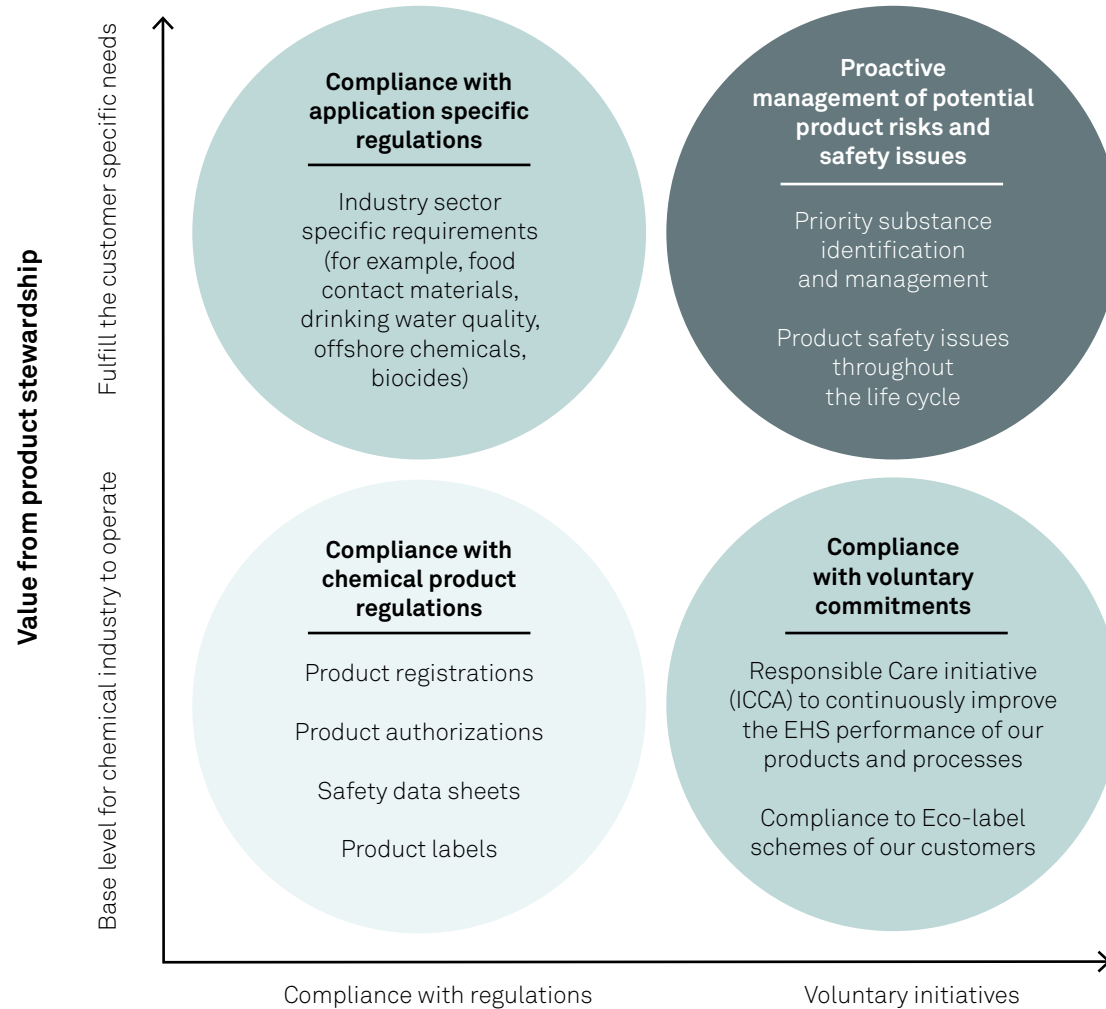 Value from product stewardship
Fulfill the customer specific needs
Base level for chemical industry to operate
Compliance with
application specific
regulations
Industry sector
specific requirements
(for example, food
contact materials,
drinking water quality,
offshore chemicals,
biocides)
Proactive
management of potential
product risks and
safety issues
Priority substance
identification
and management
Product safety issues
throughout
the life cycle
Compliance with
chemical product
regulations
Product registrations
Product authorizations
Safety data sheets
Product labels
Compliance
with voluntary
commitments
Responsible Care initiative
(ICCA) to continuously improve
the EHS performance of our
products and processes
Compliance to Eco-label
schemes of our customers
Compliance with regulations
Voluntary initiatives